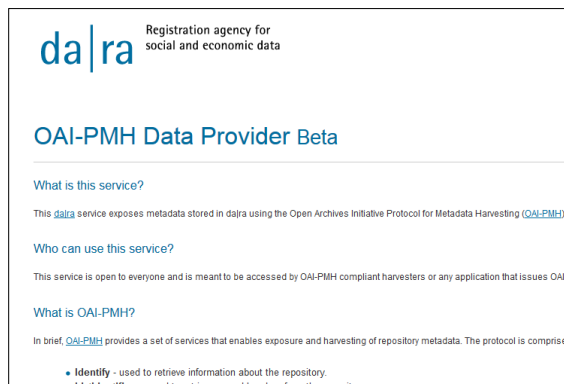 da|ra Registration agency for
social and economic data
OAI-PMH Data Provider Beta
What is this service?
This da|ra service exposes metadata stored in da|ra using the Open Archives Initiative Protocol for Metadata Harvesting (OAI-PMH)
Who can use this service?
This service is open to everyone and is meant to be accessed by OAI-PMH compliant harvesters or any application that issues OAI
What is OAI-PMH?
In brief, OAI-PMH provides a set of services that enables exposure and harvesting of repository metadata. The protocol is comprise
• Identify - used to retrieve information about the repository.